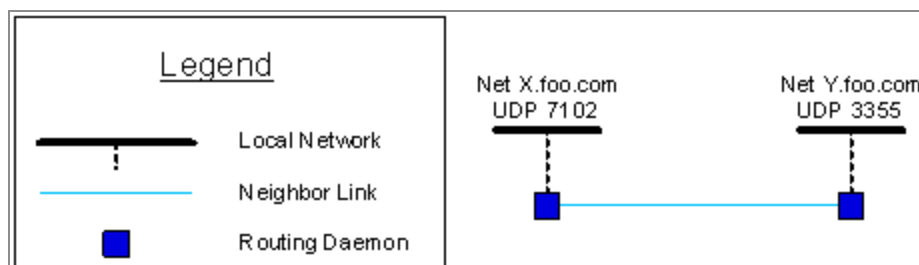 Legend
Local Network
Neighbor Link
Routing Daemon
Net X.foo.com
UDP 7102
Net Y.foo.com
UDP 3355